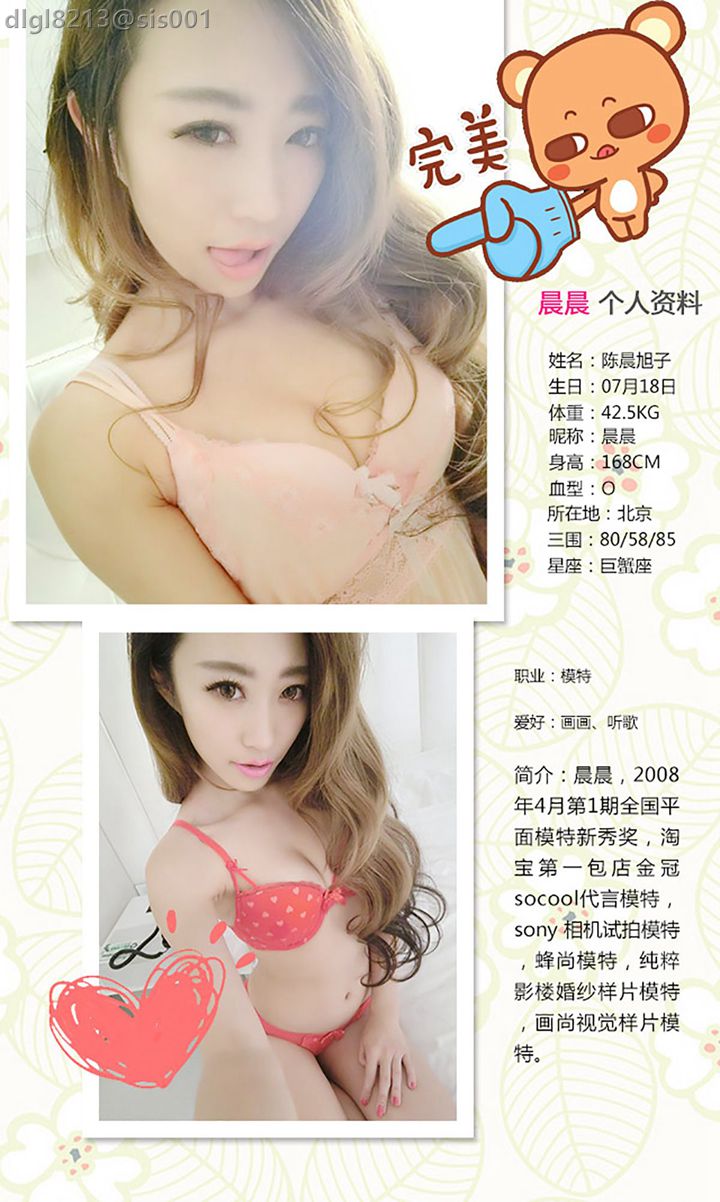 dlgl8213@sis001
完美
晨晨 个人资料
姓名：陈晨旭子
生日：07月18日
体重：42.5KG
昵称：晨晨
身高：168CM
血型：O
所在地：北京
三围：80/58/85
星座：巨蟹座
职业：模特
爱好：画画、听歌
简介：晨晨，2008
年4月第1期全国平
面模特新秀奖，淘
宝第一包店金冠
socool代言模特，
sony 相机试拍模特
，蜂尚模特，纯粹
影楼婚纱样片模特
，画尚视觉样片模
特。